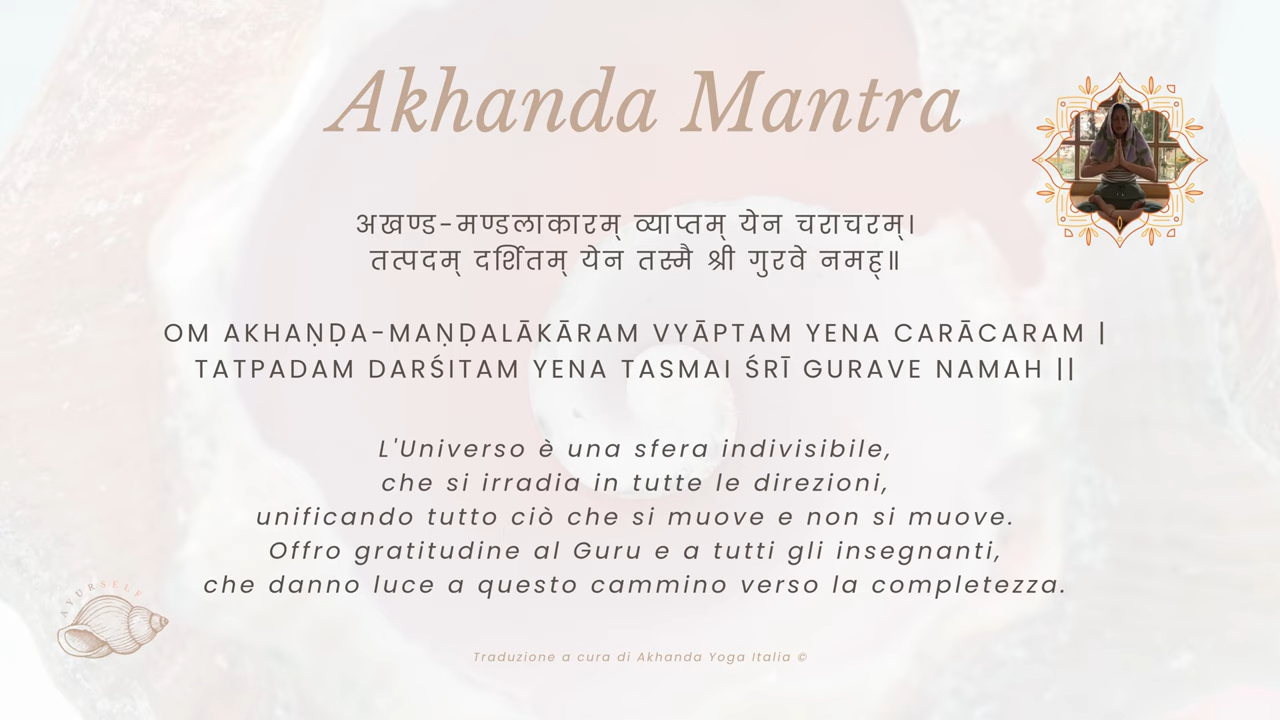 Akhanda Mantra
अखण्ड-मण्डलाकारम् व्याप्तम् येन चराचरम्।
तत्पदम् दर्शितम् येन तस्मै श्री गुरवे नमह्॥
OM AKHAṆḌA-MAṆḌALĀKĀRAM VYĀPTAM YENA CARĀCARAM |
TATPADAM DARŚITAM YENA TASMAI ŚRĪ GURAVE NAMAH ||
L'Universo è una sfera indivisibile,
che si irradia in tutte le direzioni,
unificando tutto ciò che si muove e non si muove.
Offro gratitudine al Guru e a tutti gli insegnanti,
che danno luce a questo cammino verso la completezza.
AYURSELF
Traduzione a cura di Akhanda Yoga Italia ©